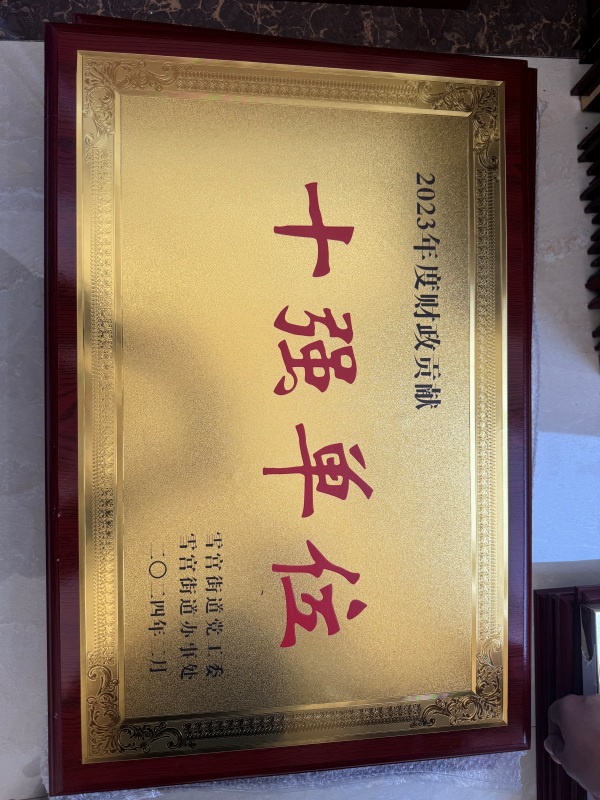 2023年度财政贡献
十强单位
雪宫街道党工委
雪宫街道办事处
二〇二四年二月